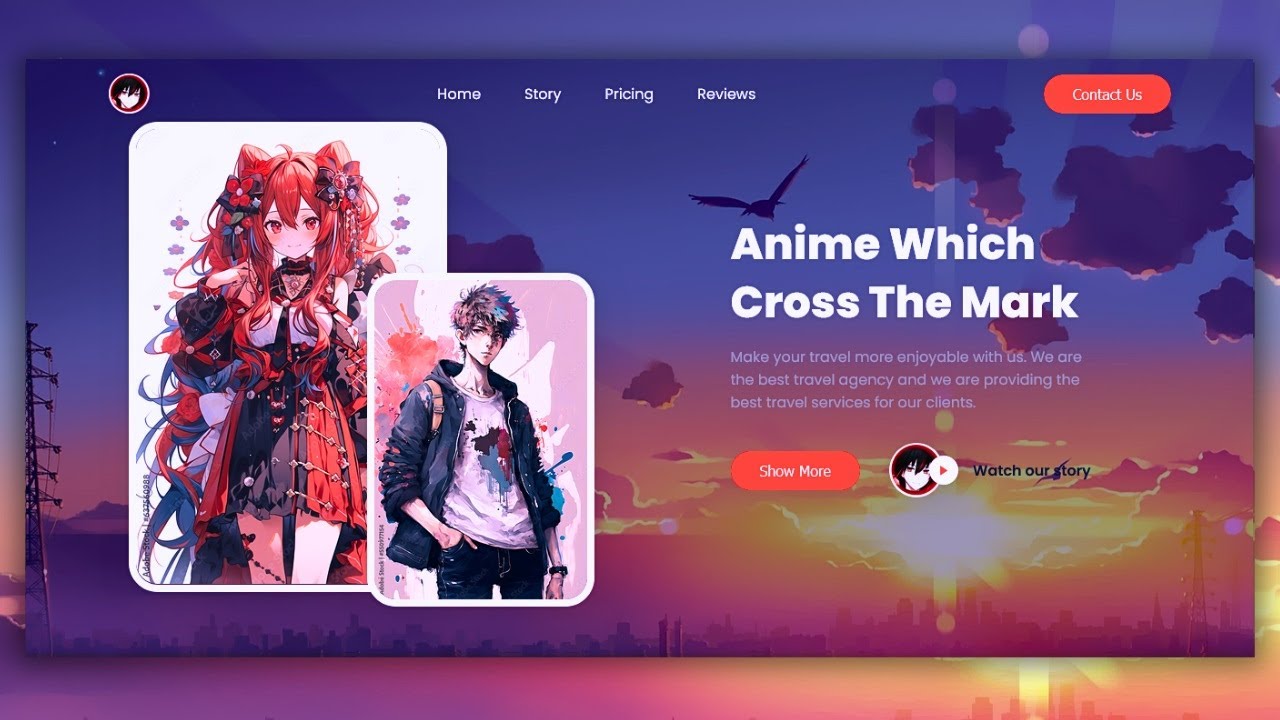 Home Story Pricing Reviews
Contact Us
Anime Which
Cross The Mark
Make your travel more enjoyable with us. We are
the best travel agency and we are providing the
best travel services for our clients.
Show More
Watch our story
Adobe Stock | #637560988
Adobe Stock |